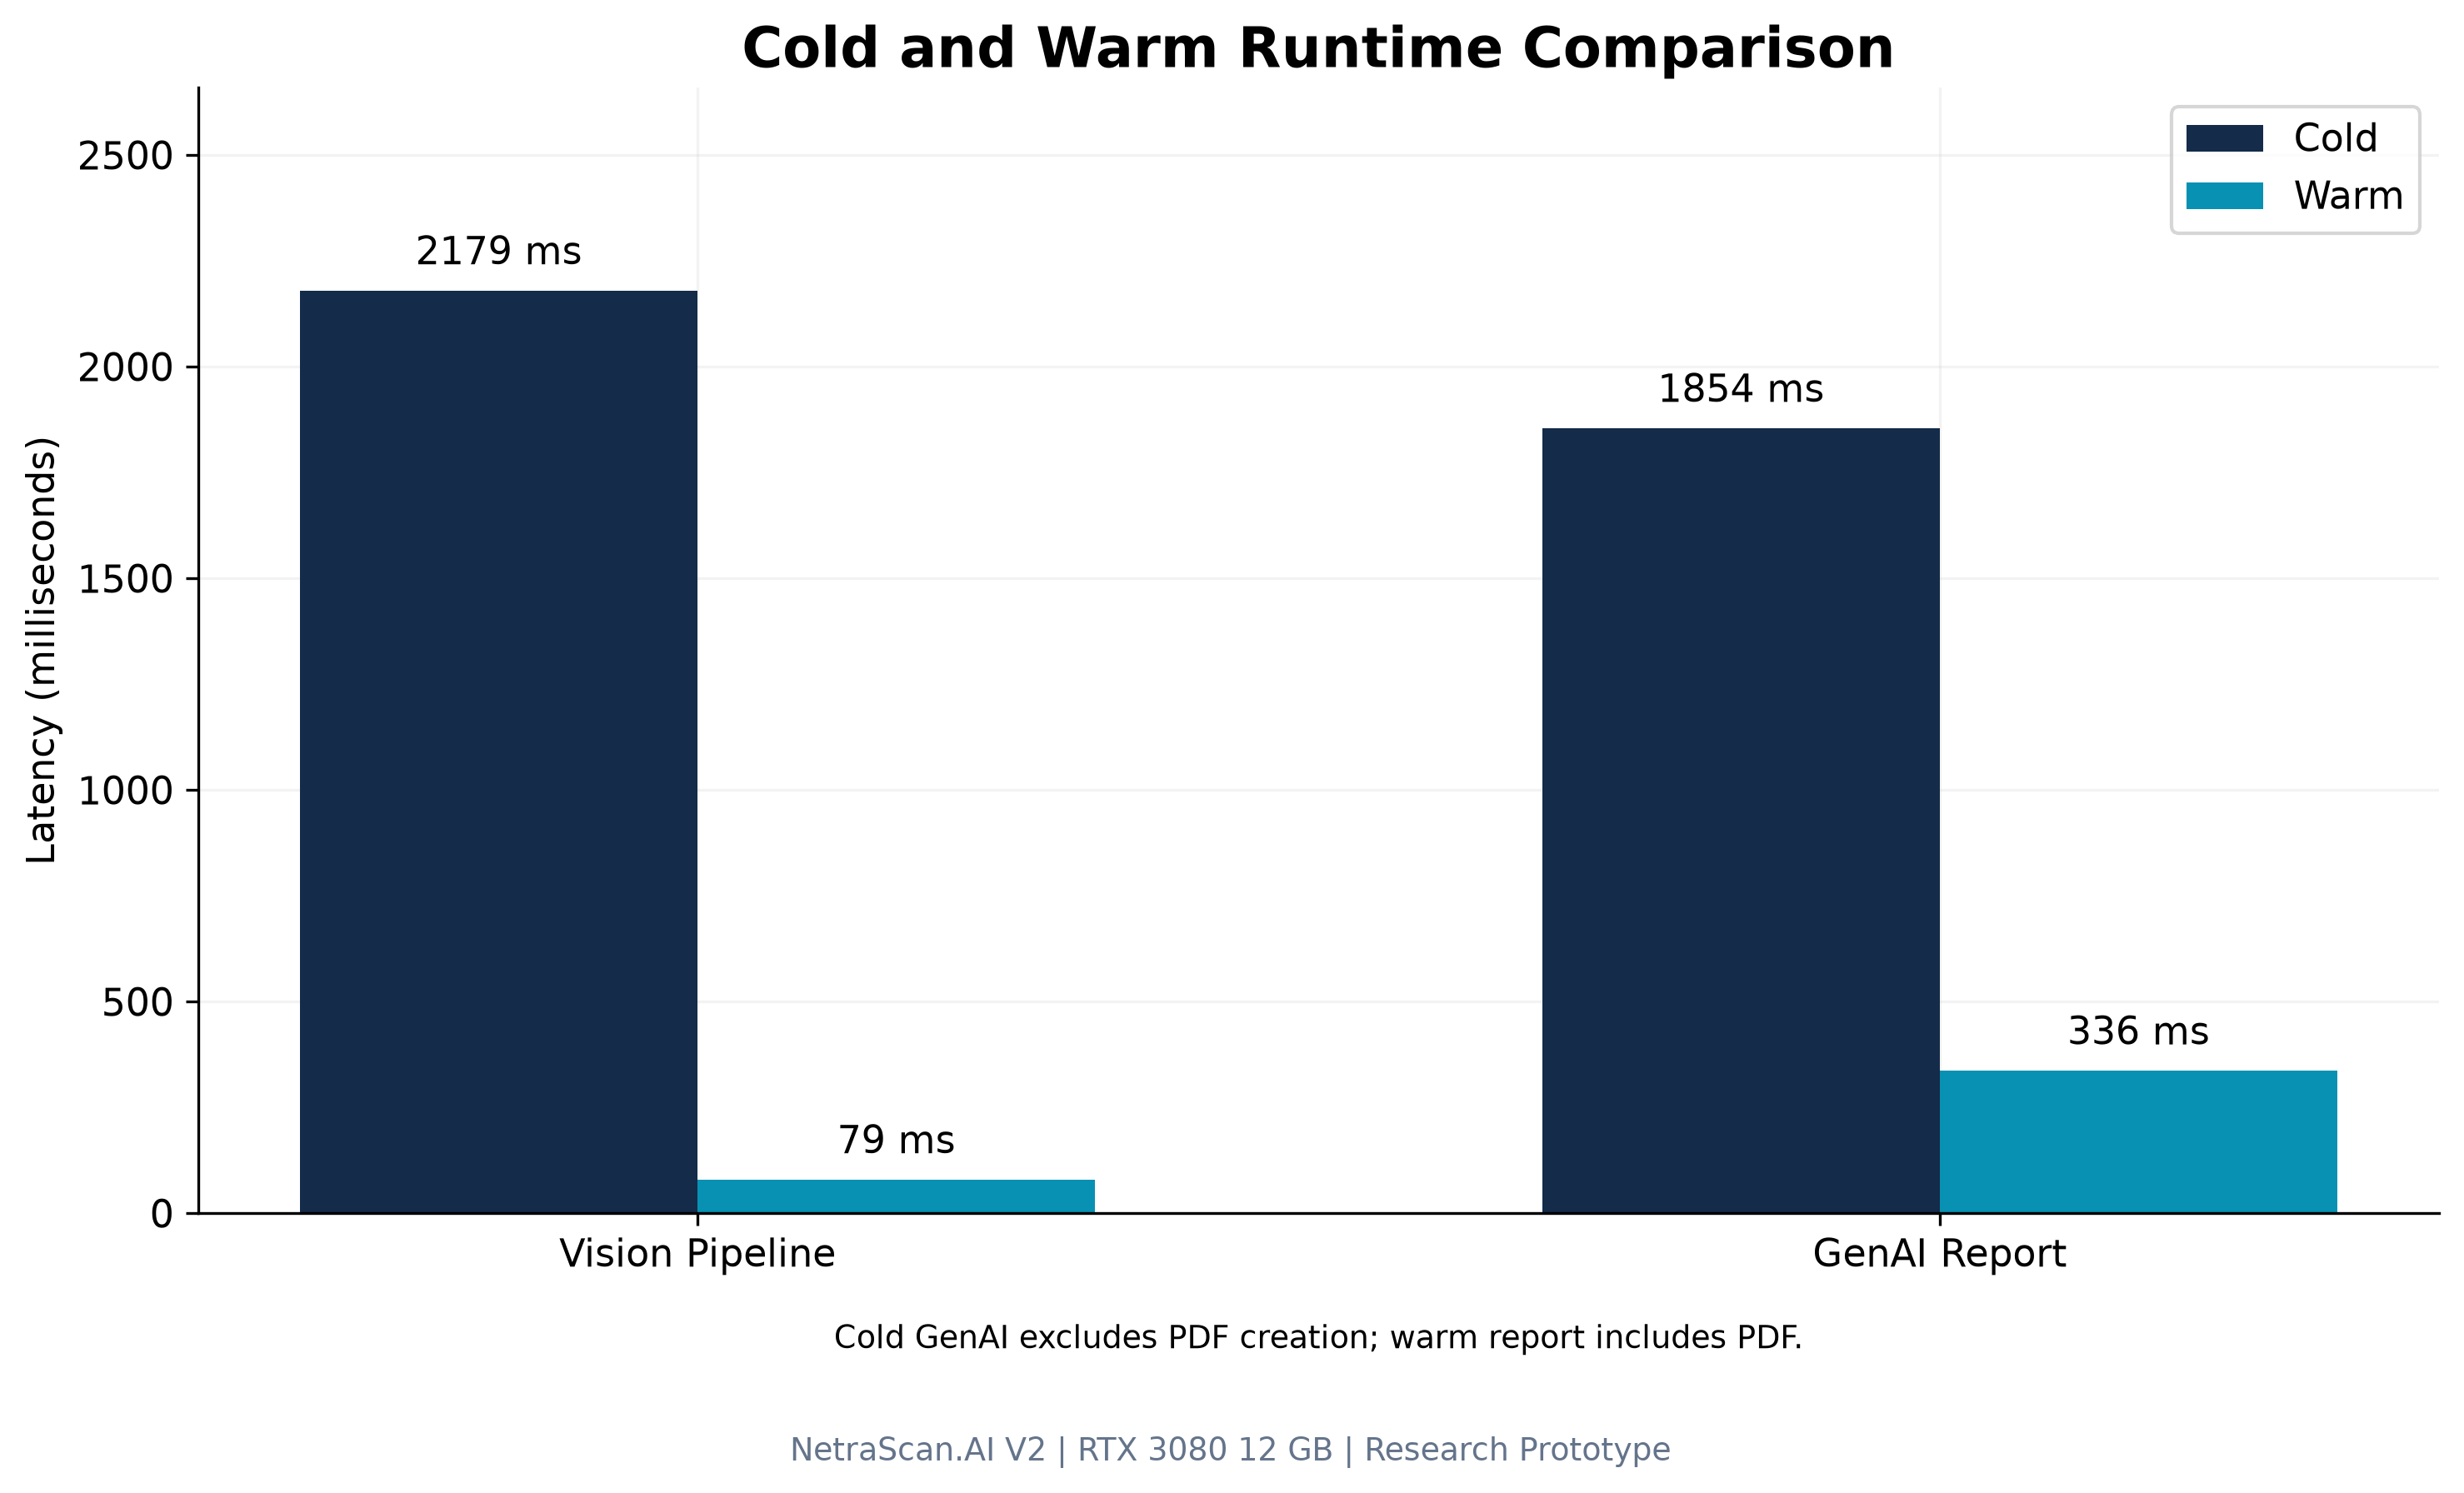 Cold and Warm Runtime Comparison
Cold
Warm
Latency (milliseconds)
2500
2000
1500
1000
500
0
2179 ms
79 ms
1854 ms
336 ms
Vision Pipeline
GenAI Report
Cold GenAI excludes PDF creation; warm report includes PDF.
NetraScan.AI V2 | RTX 3080 12 GB | Research Prototype